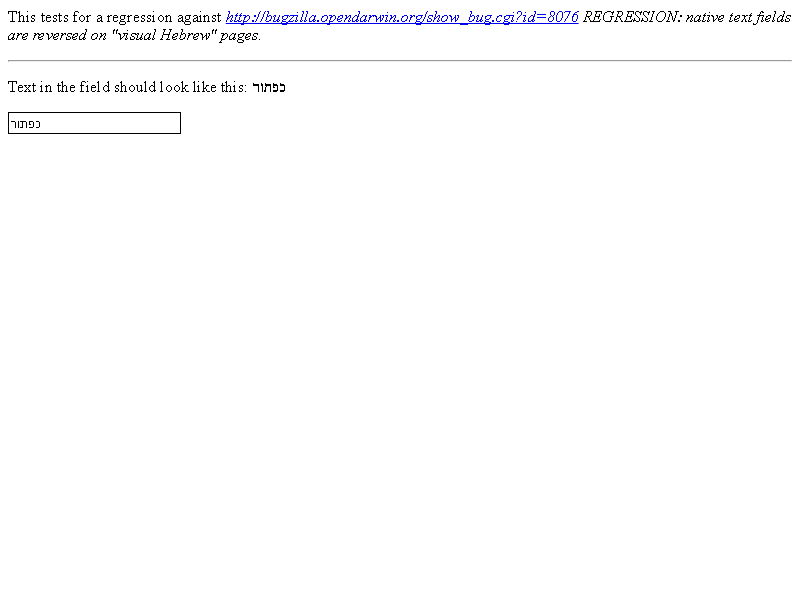 This tests for a regression against http://bugzilla.opendarwin.org/show_bug.cgi?id=8076 REGRESSION: native text fields
are reversed on "visual Hebrew" pages.
Text in the field should look like this: כפתור
כפתור